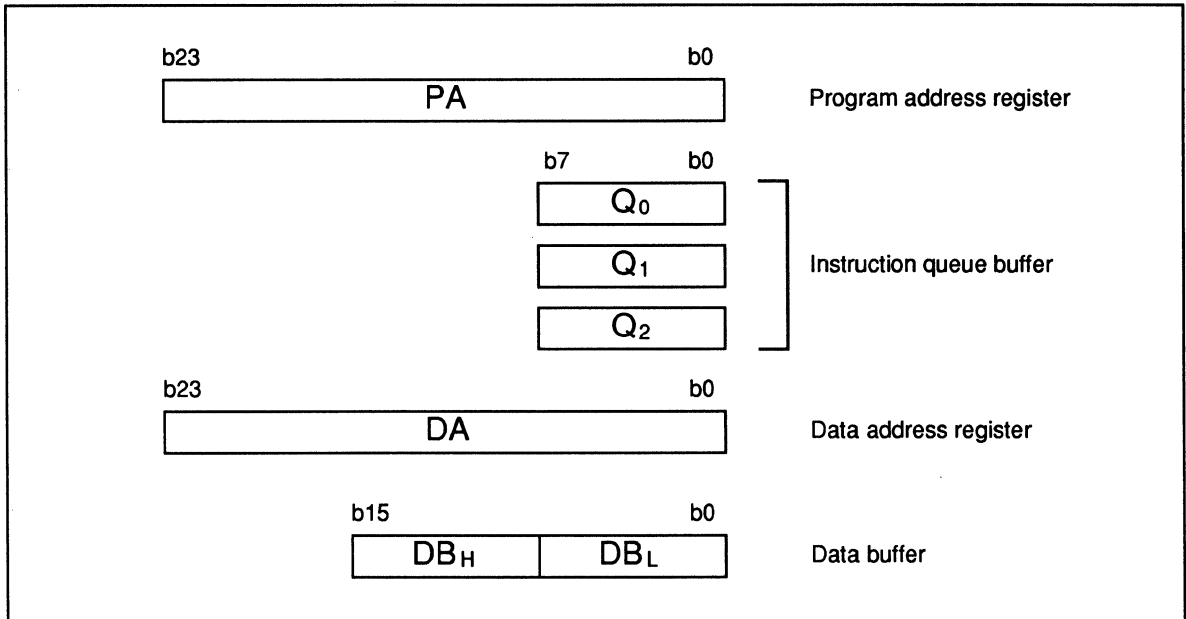 b23 b0
PA Program address register
b7 b0
Q0
Q1 Instruction queue buffer
Q2
b23 b0
DA Data address register
b15 b0
DBH DBL Data buffer